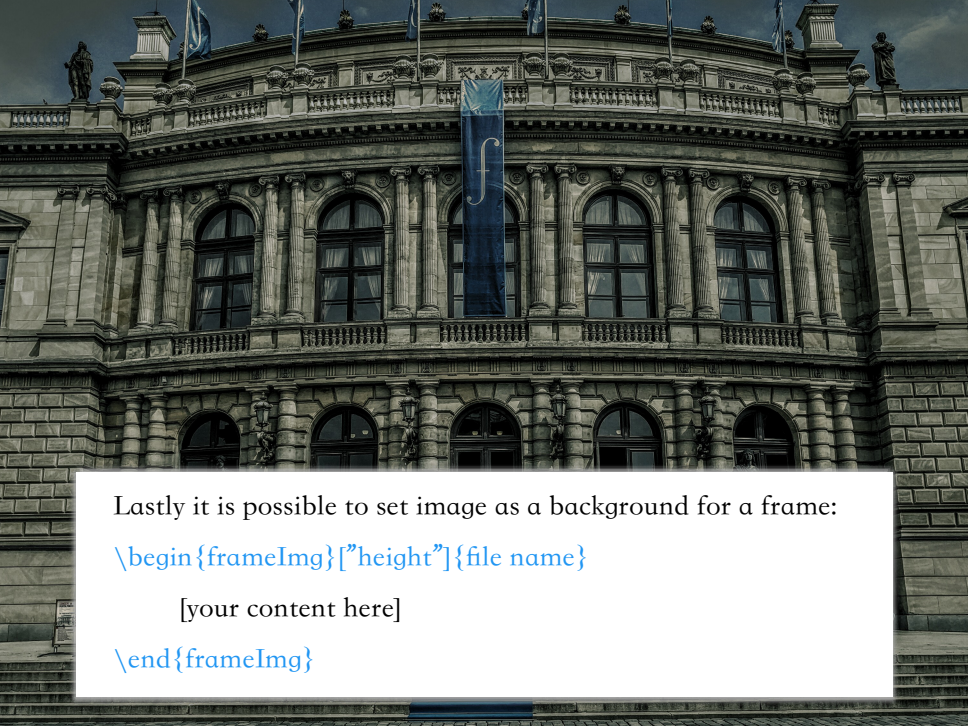 f
Lastly it is possible to set image as a background for a frame:
\begin{frameImg}[”height”]{file name}
[your content here]
\end{frameImg}